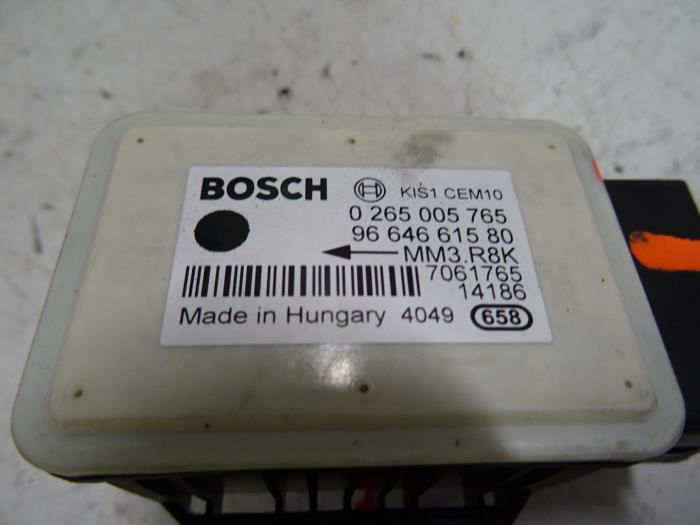 BOSCH KIS1 CEM10
0 265 005 765
96 646 615 80
MM3.R8K
7061765
14186
Made in Hungary 4049 658